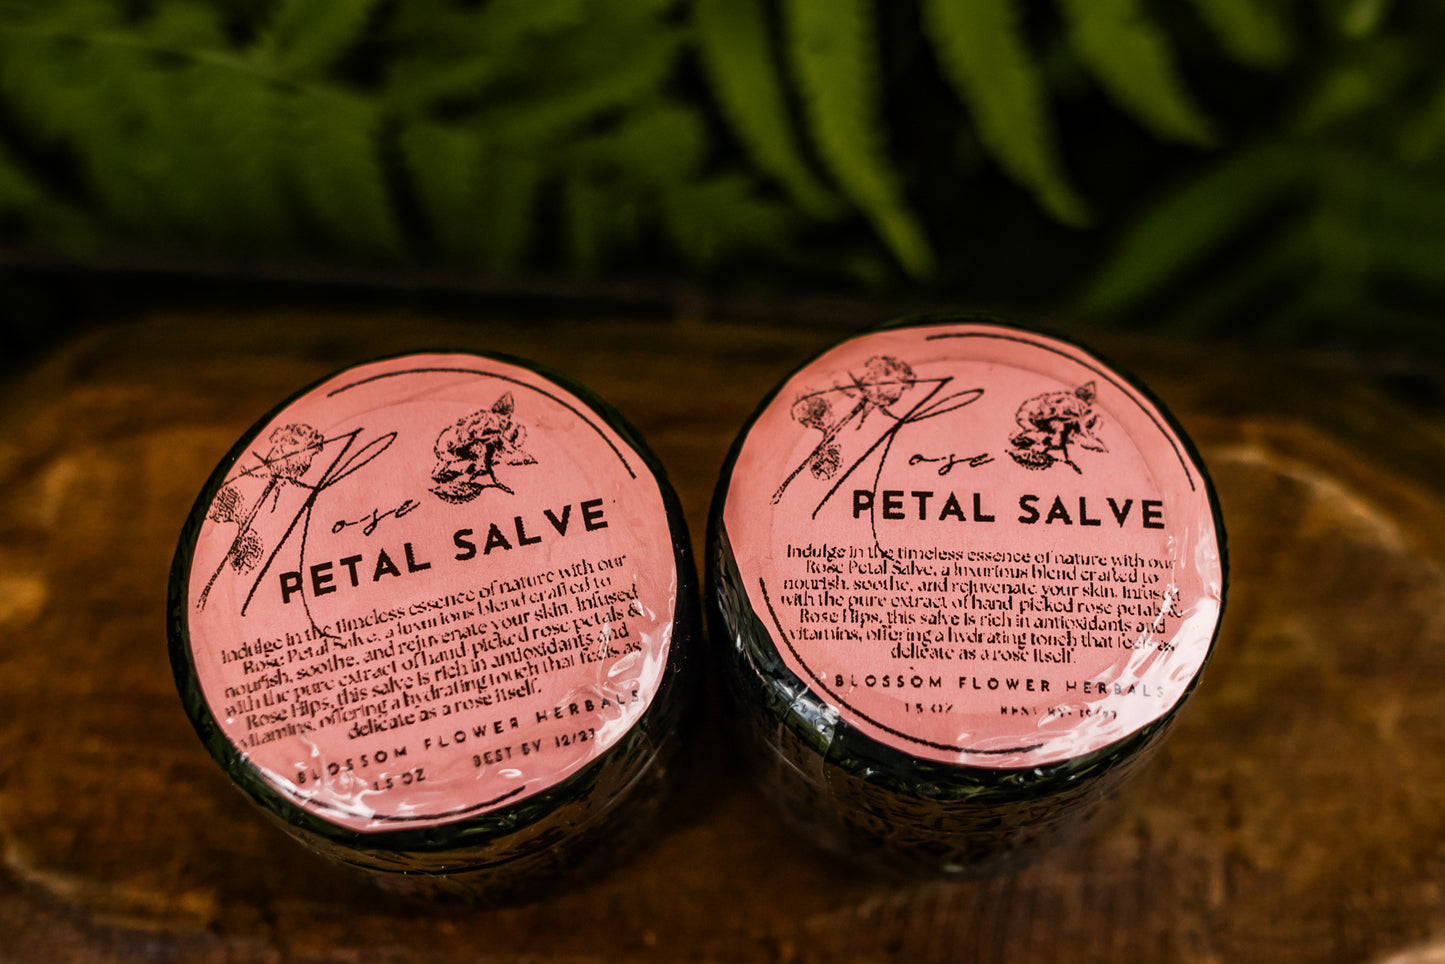 Rose
PETAL SALVE
Indulge in the timeless essence of nature with our
Rose Petal Salve, a luxurious blend crafted to
nourish, soothe, and rejuvenate your skin. Infused
with the pure extract of hand-picked rose petals &
Rose Hips, this salve is rich in antioxidants and
vitamins, offering a hydrating touch that feels as
delicate as a rose itself.
BLOSSOM FLOWER HERBALS
1.5 OZ BEST BY 12/23
Rose
PETAL SALVE
Indulge in the timeless essence of nature with our
Rose Petal Salve, a luxurious blend crafted to
nourish, soothe, and rejuvenate your skin. Infused
with the pure extract of hand-picked rose petals &
Rose Hips, this salve is rich in antioxidants and
vitamins, offering a hydrating touch that feels as
delicate as a rose itself.
BLOSSOM FLOWER HERBALS
1.5 OZ